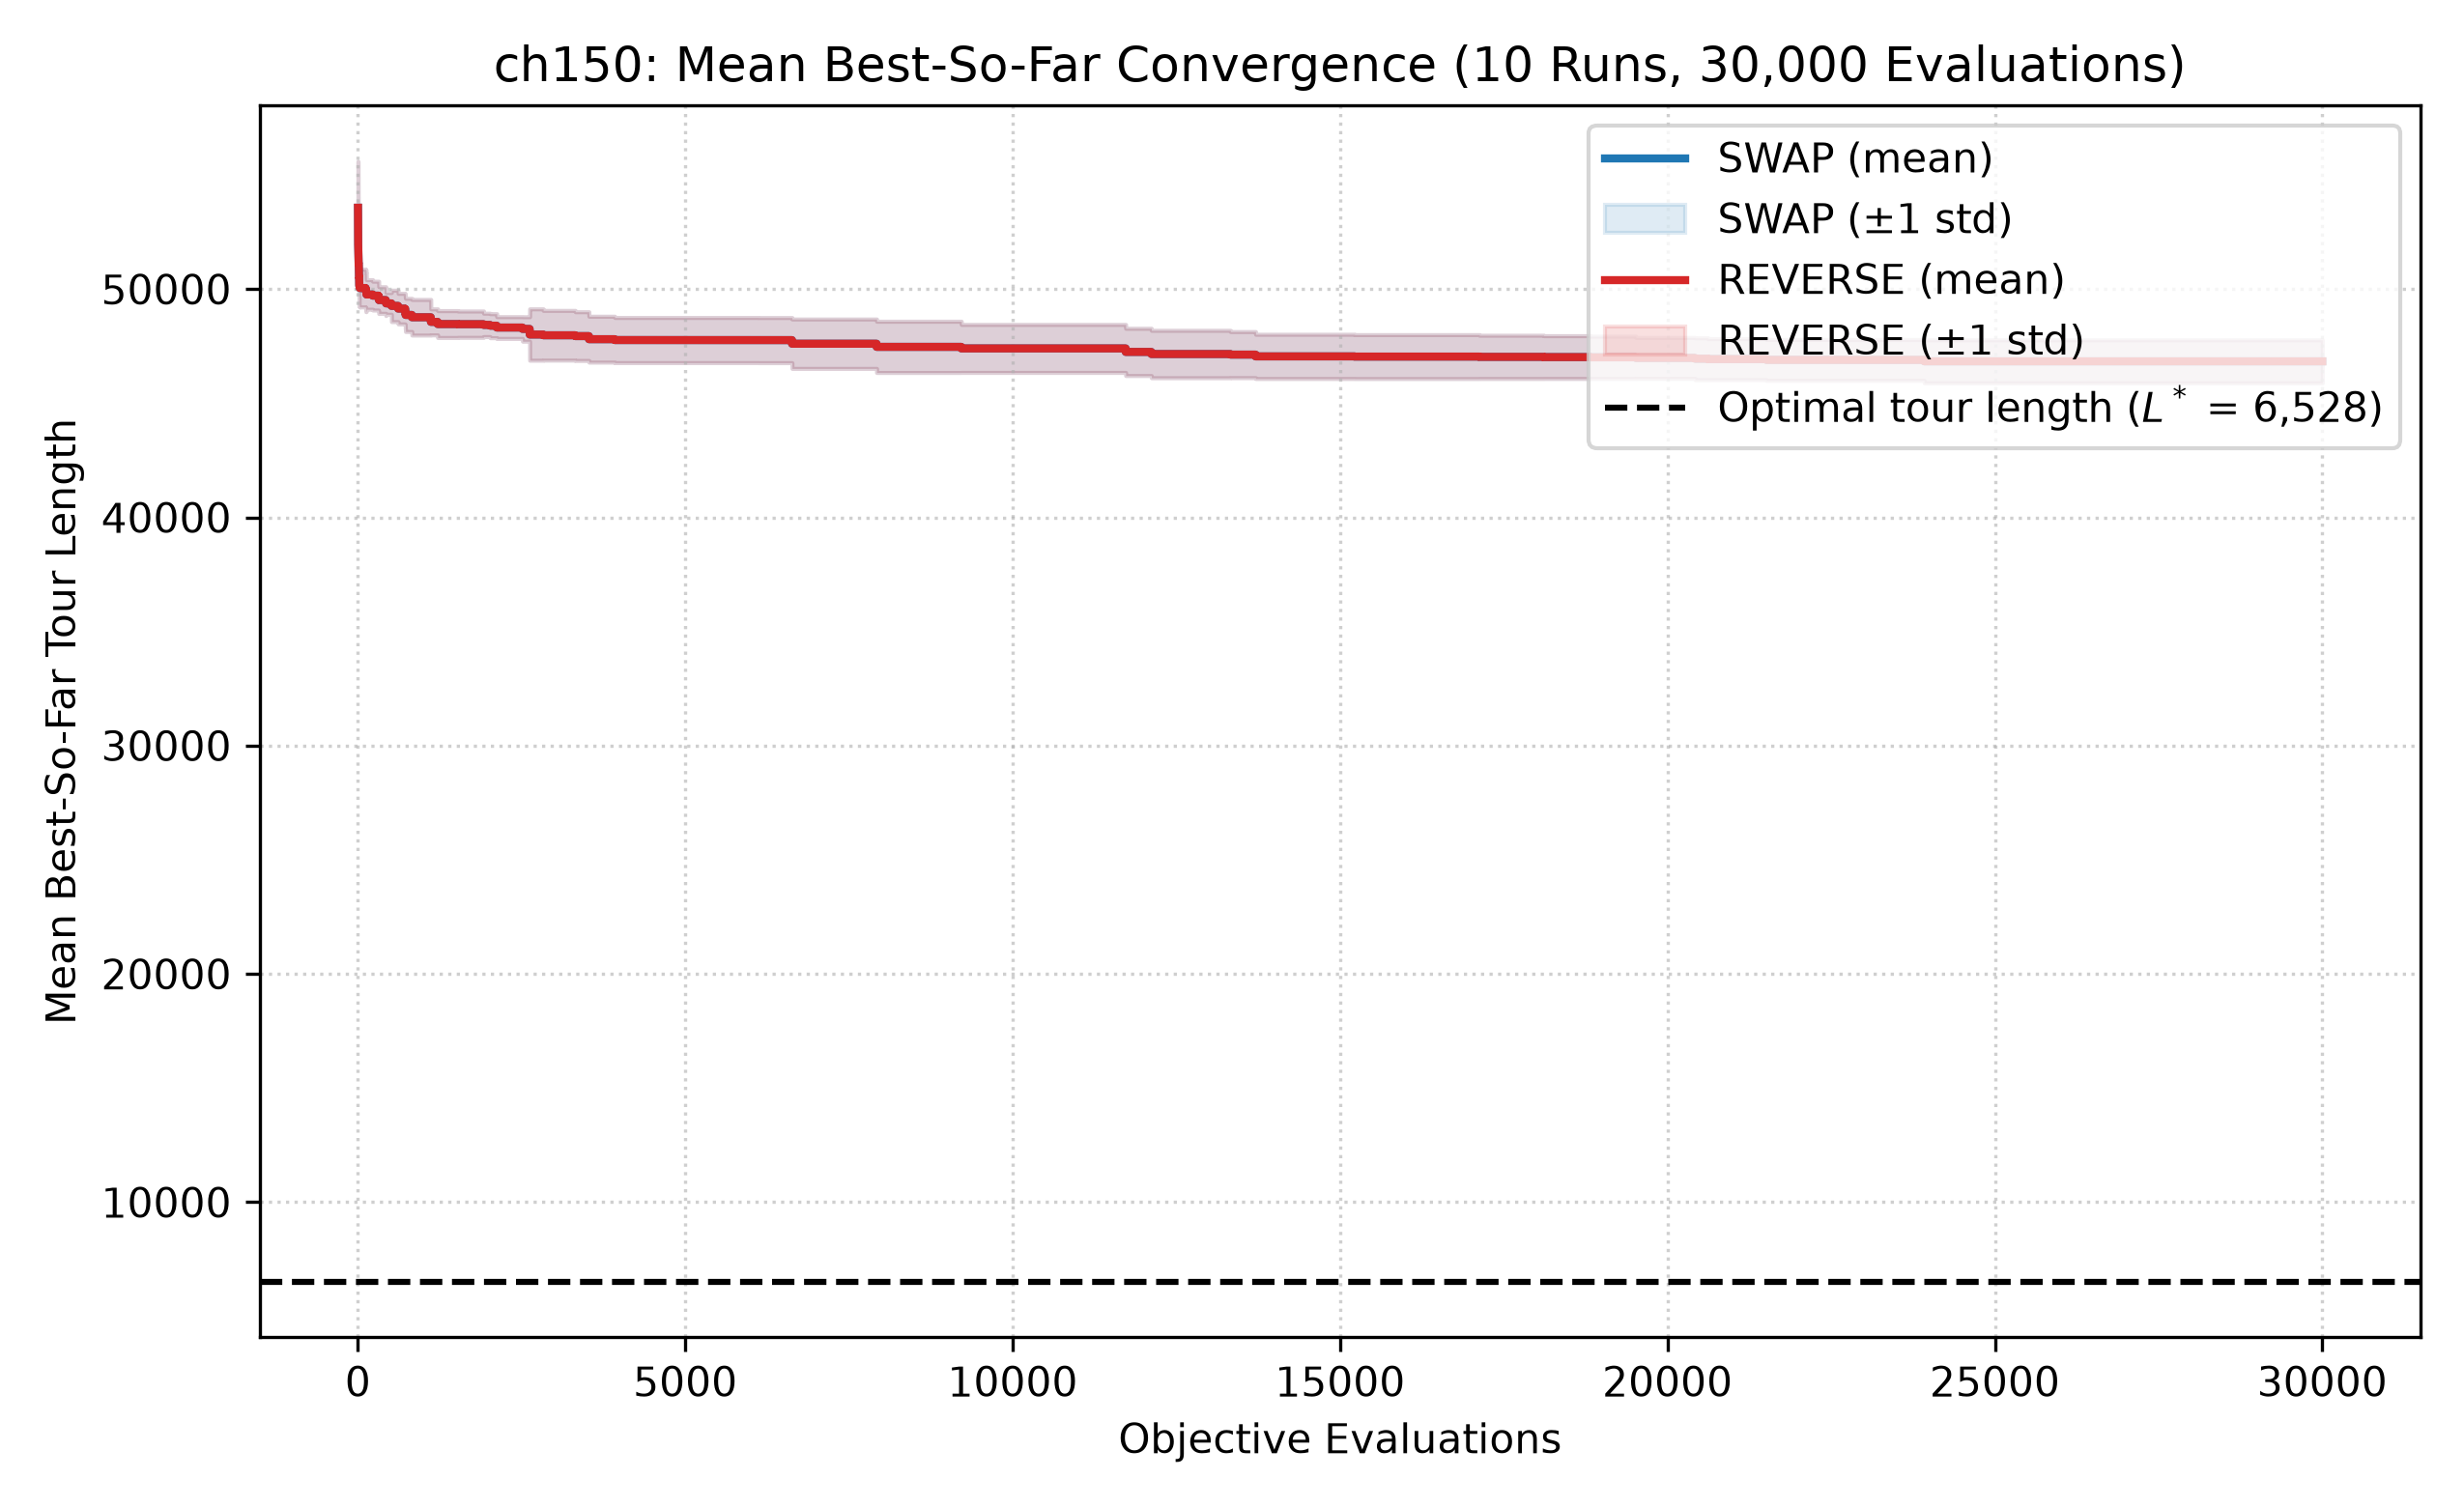 ch150: Mean Best-So-Far Convergence (10 Runs, 30,000 Evaluations)
SWAP (mean)
SWAP (±1 std)
REVERSE (mean)
REVERSE (±1 std)
Optimal tour length (L* = 6,528)
Mean Best-So-Far Tour Length
50000
40000
30000
20000
10000
0 5000 10000 15000 20000 25000 30000
Objective Evaluations